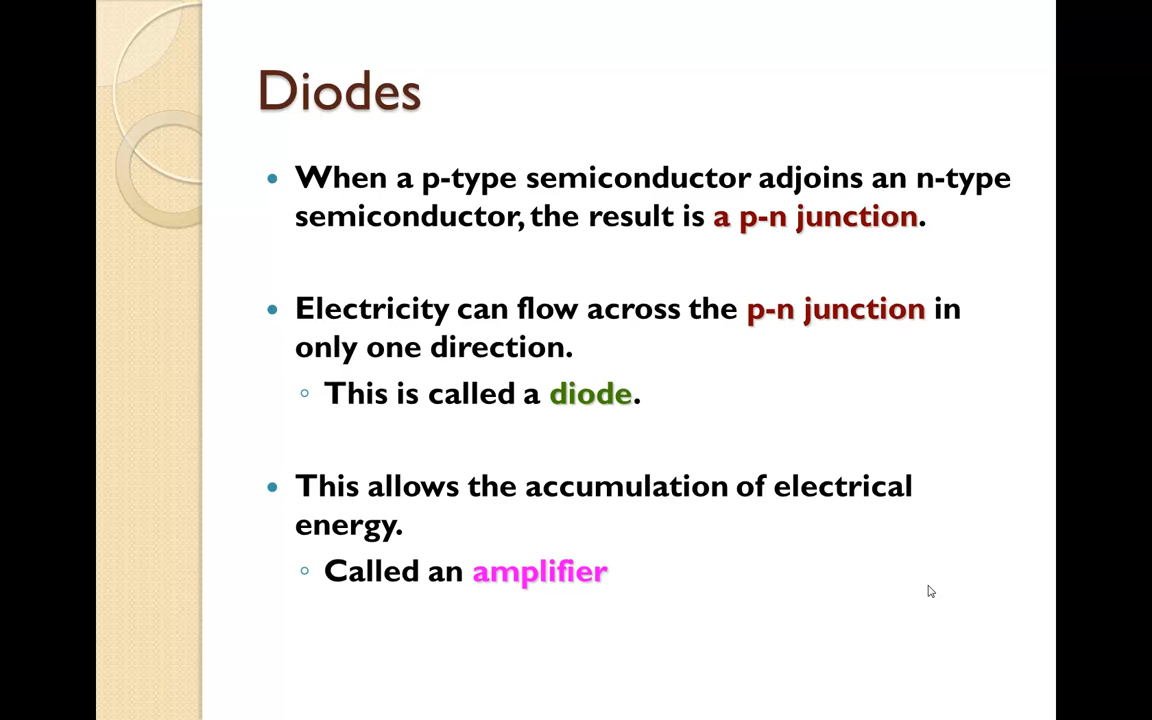 Diodes
When a p-type semiconductor adjoins an n-type
semiconductor, the result is a p-n junction.
Electricity can flow across the p-n junction in
only one direction.
This is called a diode.
This allows the accumulation of electrical
energy.
Called an amplifier